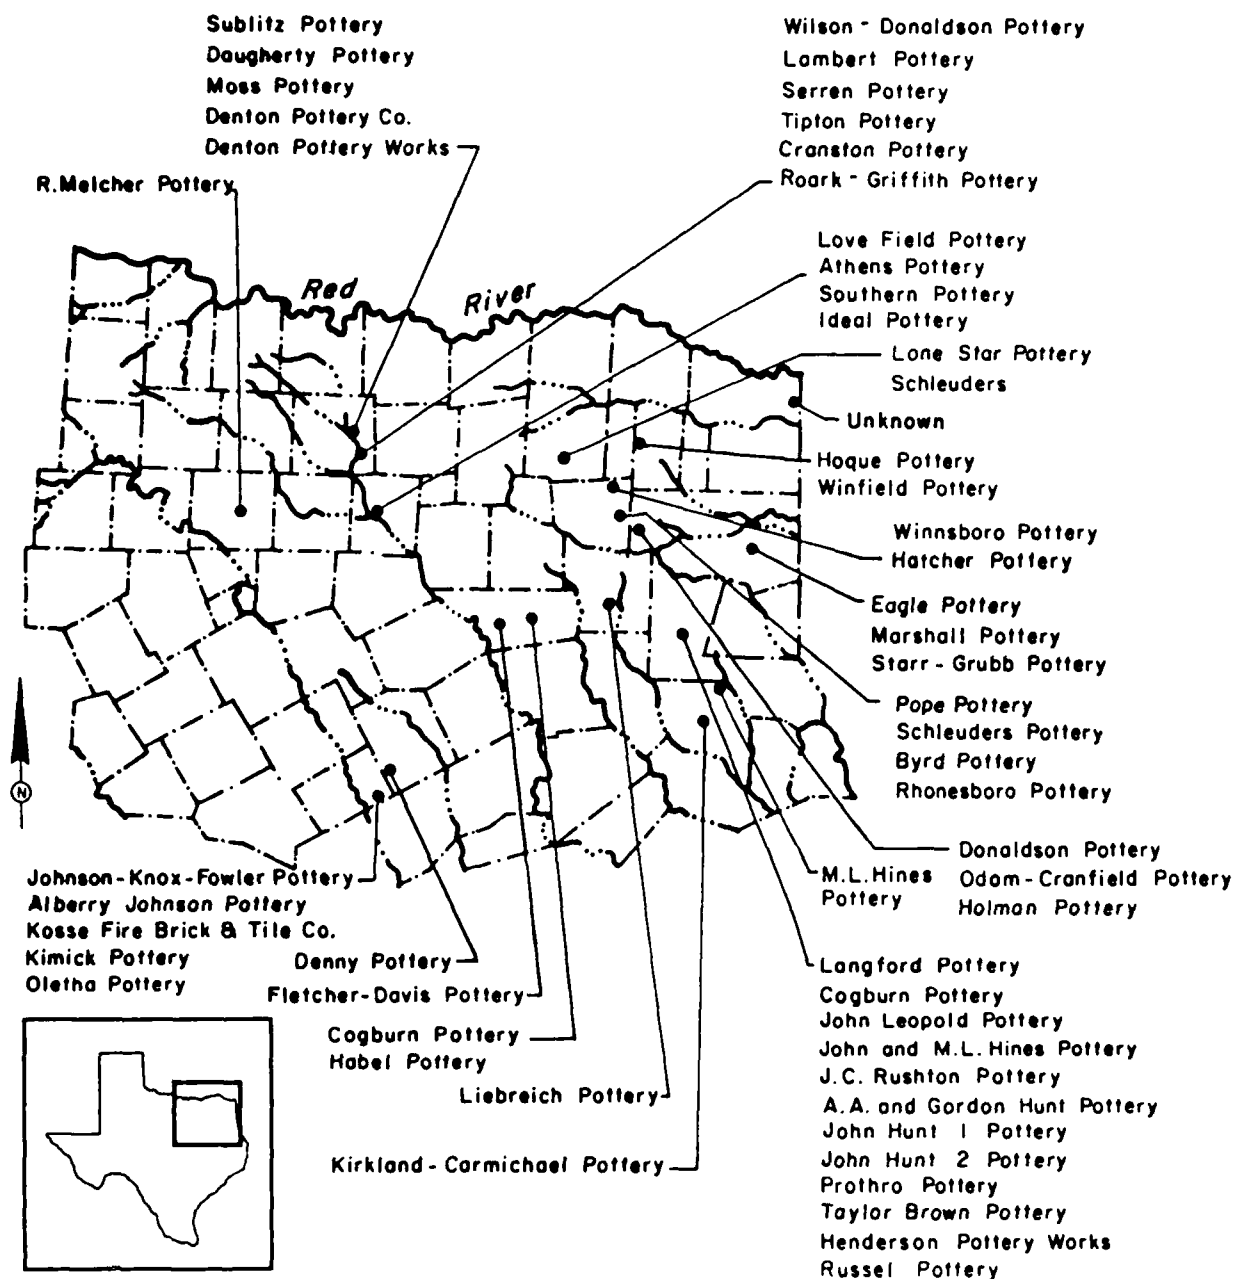 Sublitz Pottery
Daugherty Pottery
Moss Pottery
Denton Pottery Co.
Denton Pottery Works
Wilson - Donaldson Pottery
Lambert Pottery
Serren Pottery
Tipton Pottery
Cranston Pottery
Roark - Griffith Pottery
R. Melcher Pottery
Love Field Pottery
Athens Pottery
Southern Pottery
Ideal Pottery
Red River
Lone Star Pottery
Schleuders
Unknown
Hoque Pottery
Winfield Pottery
Winnsboro Pottery
Hatcher Pottery
Eagle Pottery
Marshall Pottery
Starr - Grubb Pottery
Pope Pottery
Schleuders Pottery
Byrd Pottery
Rhonesboro Pottery
N
Donaldson Pottery
Odom-Cranfield Pottery
Holman Pottery
M.L. Hines
Pottery
Johnson-Knox-Fowler Pottery
Alberry Johnson Pottery
Kosse Fire Brick & Tile Co.
Kimick Pottery
Oletha Pottery
Denny Pottery
Fletcher-Davis Pottery
Cogburn Pottery
Habel Pottery
Liebreich Pottery
Kirkland - Carmichael Pottery
Langford Pottery
Cogburn Pottery
John Leopold Pottery
John and M.L. Hines Pottery
J.C. Rushton Pottery
A.A. and Gordon Hunt Pottery
John Hunt 1 Pottery
John Hunt 2 Pottery
Prothro Pottery
Taylor Brown Pottery
Henderson Pottery Works
Russel Pottery